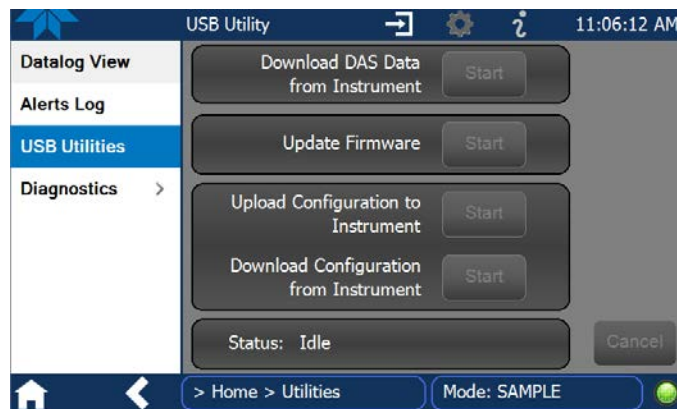 USB Utility
11:06:12 AM
Datalog View
Alerts Log
USB Utilities
Diagnostics >
Download DAS Data
from Instrument
Start
Update Firmware
Start
Upload Configuration to
Instrument
Start
Download Configuration
from Instrument
Start
Status: Idle
Cancel
> Home > Utilities
Mode: SAMPLE